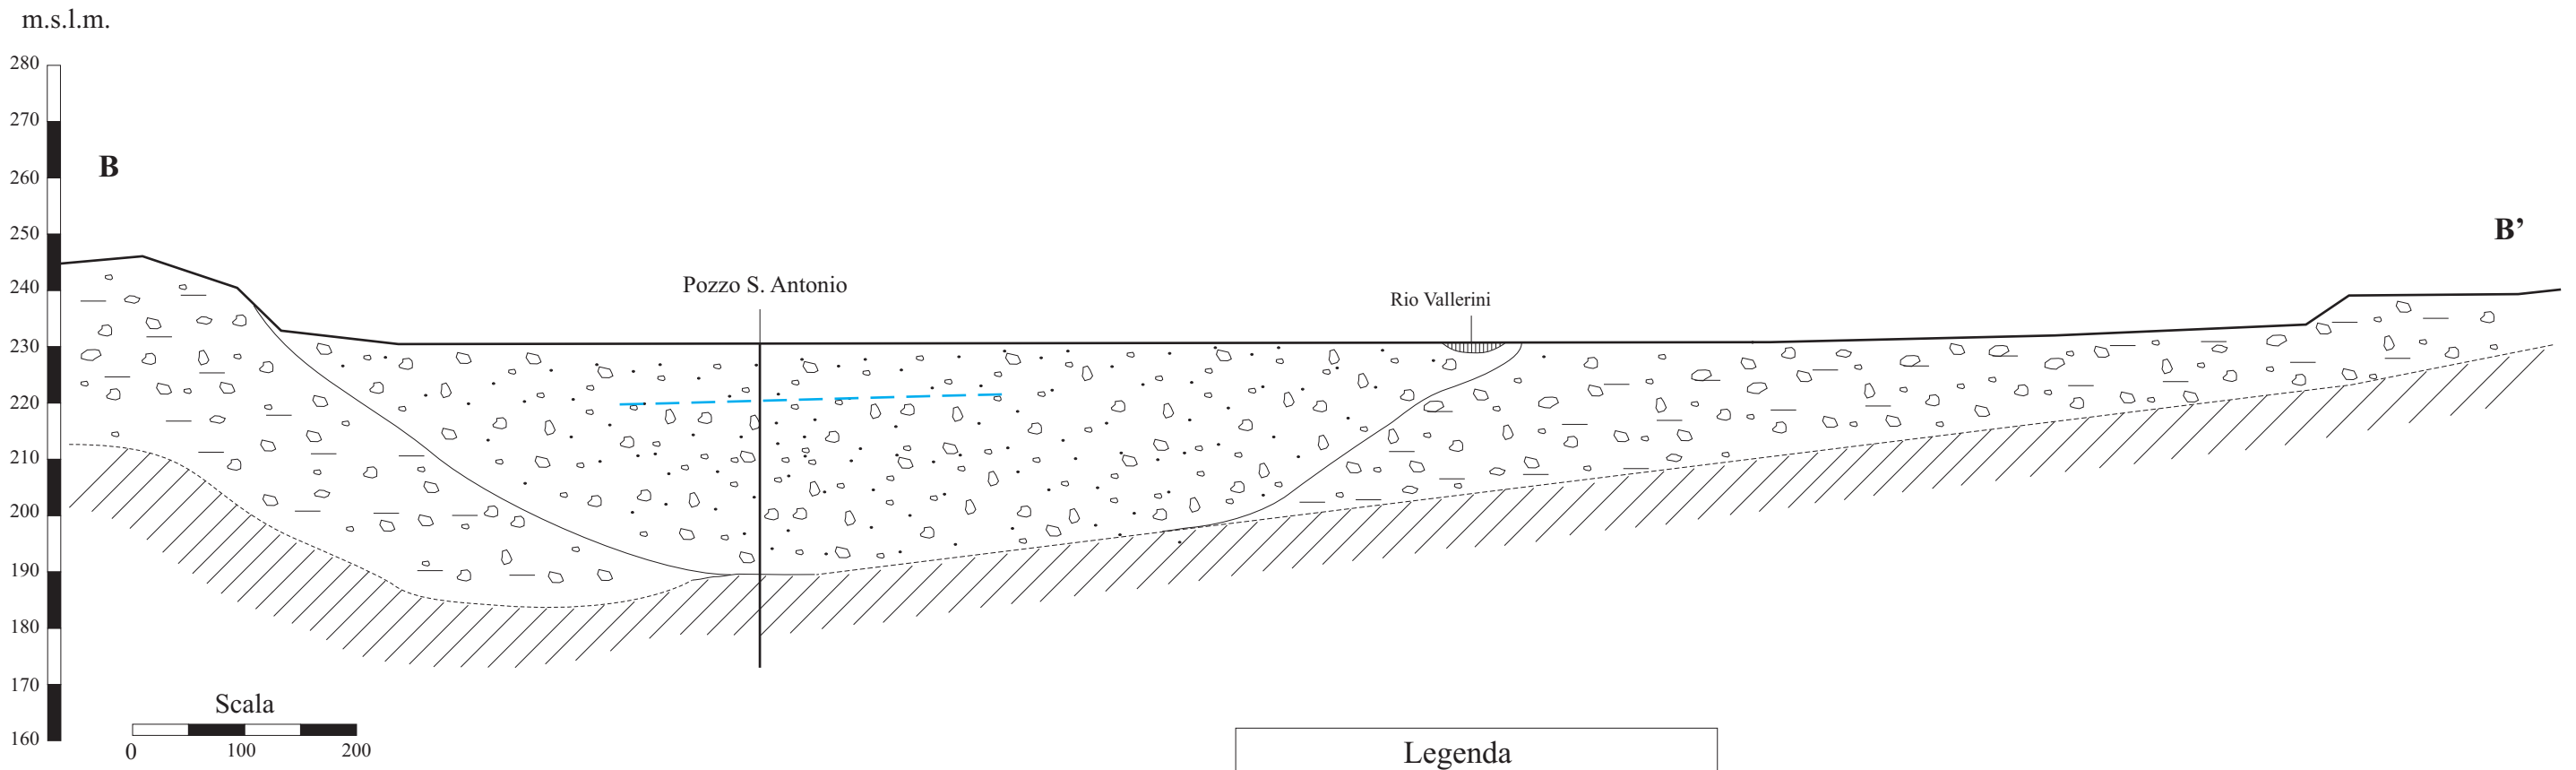 m.s.l.m.
280
270
260
250
240
230
220
210
200
190
180
170
160
B
B’
Pozzo S. Antonio
Rio Vallerini
Scala
0 100 200
Legenda